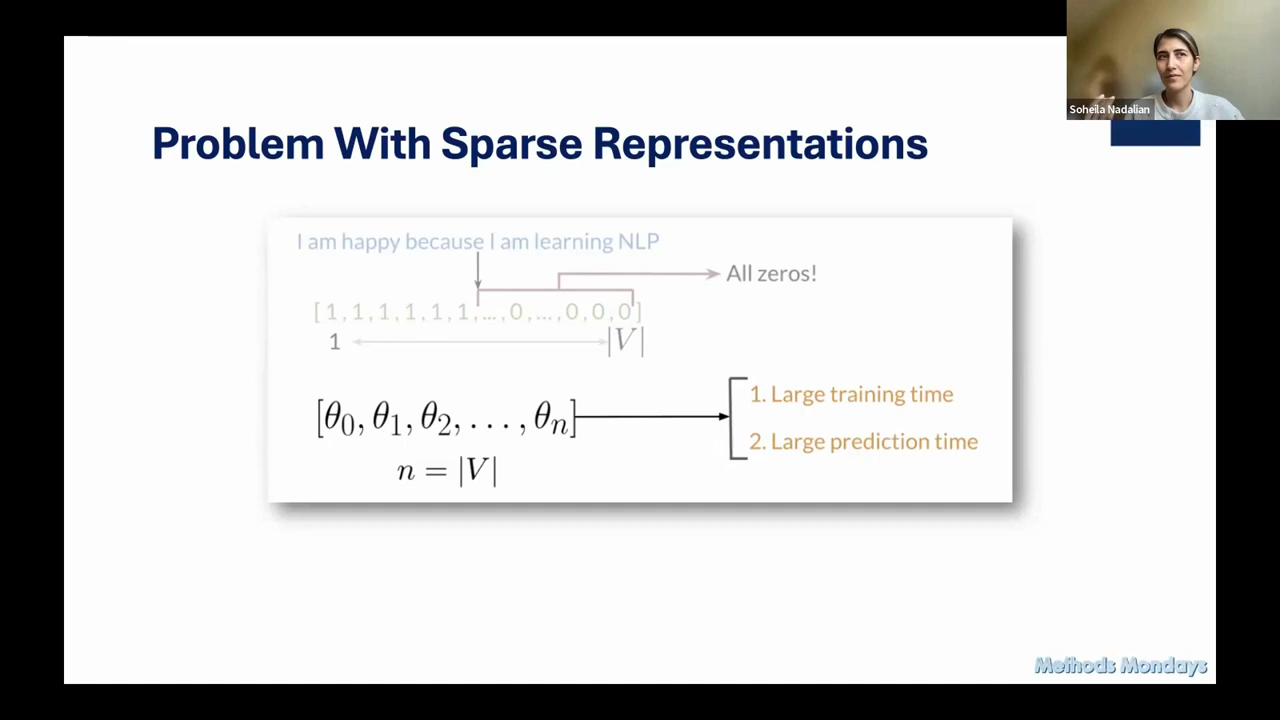 Soheila Nadalian
Problem With Sparse Representations
I am happy because I am learning NLP
All zeros!
[ 1 , 1 , 1 , 1 , 1 , 1 , ... , 0 , ... , 0 , 0 , 0 ]
1
|V|
[θ₀, θ₁, θ₂, . . . , θₙ]
1. Large training time
2. Large prediction time
n = |V|
Methods Mondays